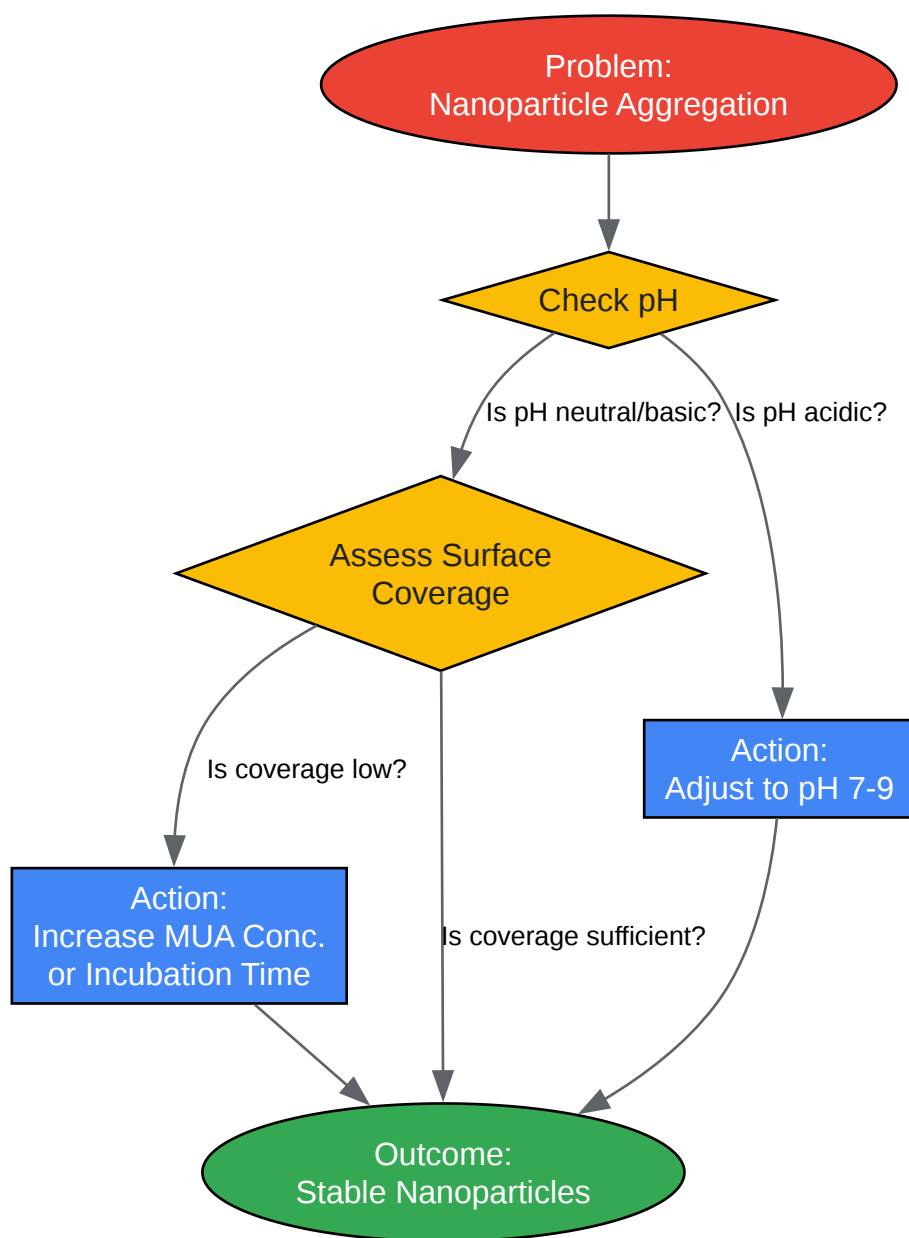 Problem:
Nanoparticle Aggregation
Check pH
Is pH neutral/basic?
Is pH acidic?
Assess Surface
Coverage
Action:
Adjust to pH 7-9
Is coverage low?
Action:
Increase MUA Conc.
or Incubation Time
Is coverage sufficient?
Outcome:
Stable Nanoparticles